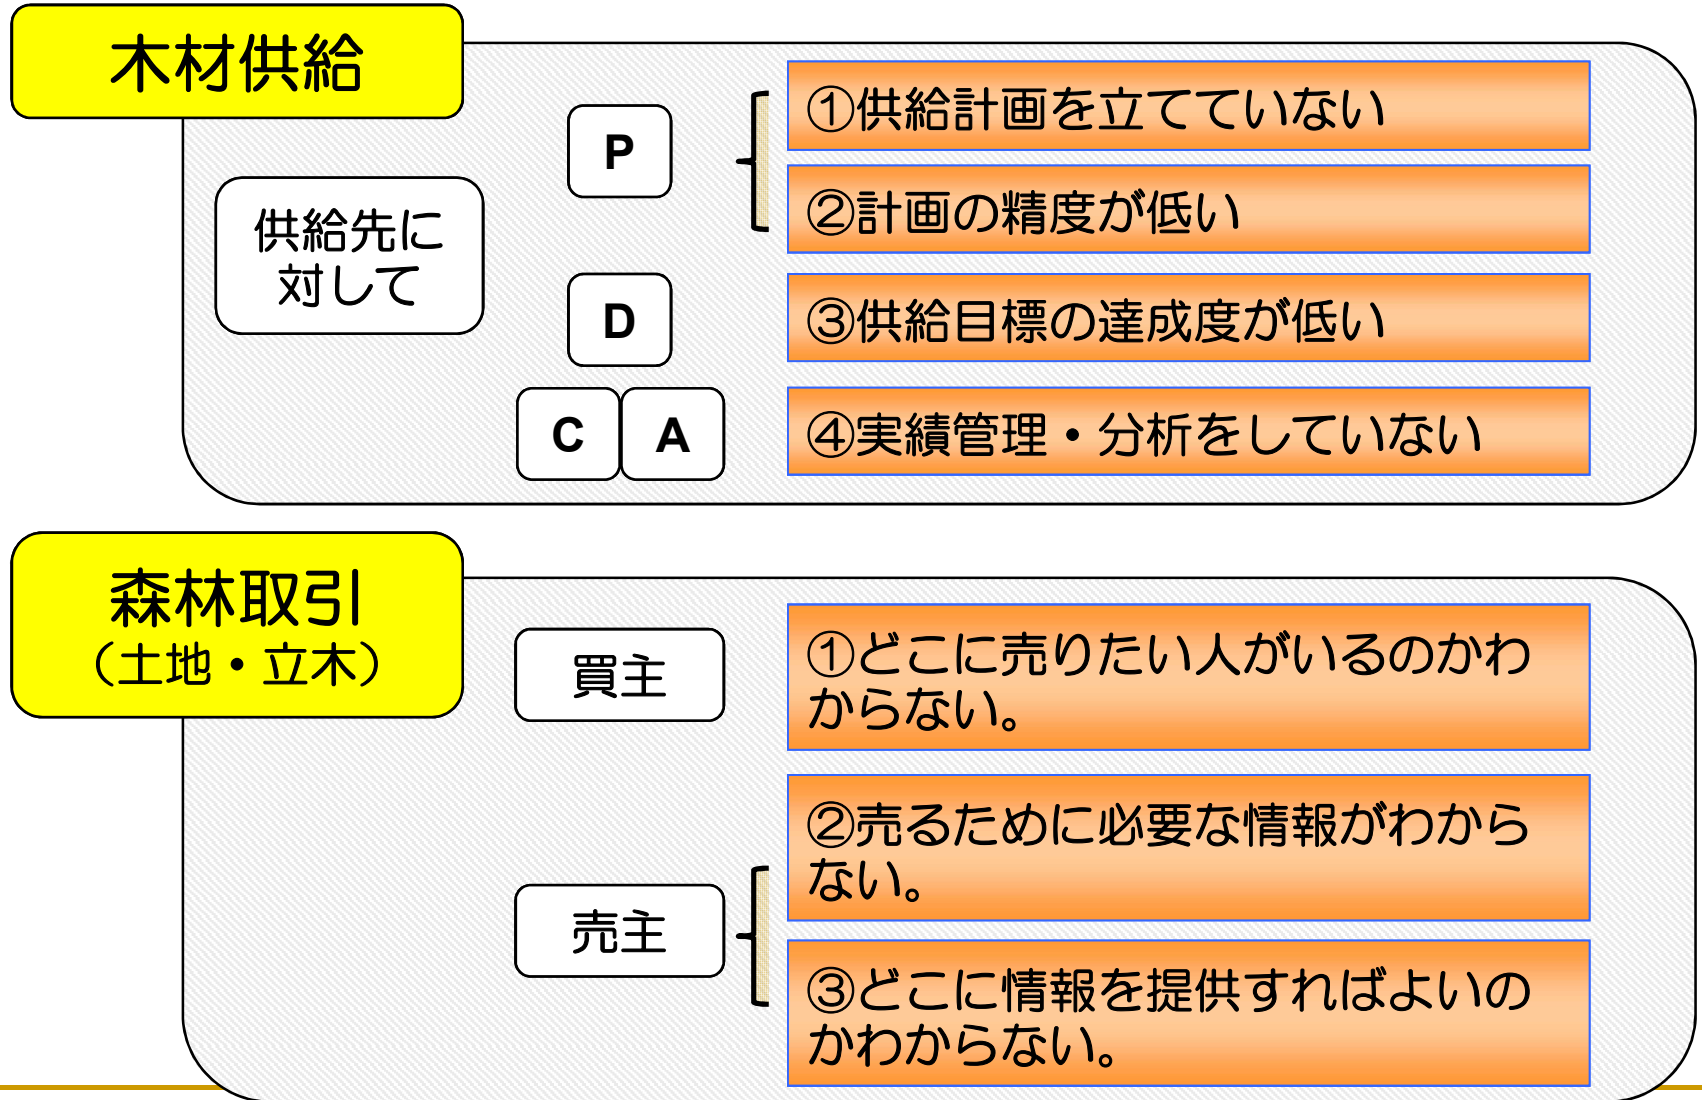 木材供給
供給先に
対して
P
①供給計画を立てていない
②計画の精度が低い
D
③供給目標の達成度が低い
C A
④実績管理・分析をしていない
森林取引
（土地・立木）
買主
①どこに売りたい人がいるのかわ
からない。
売主
②売るために必要な情報がわから
ない。
③どこに情報を提供すればよいの
かわからない。